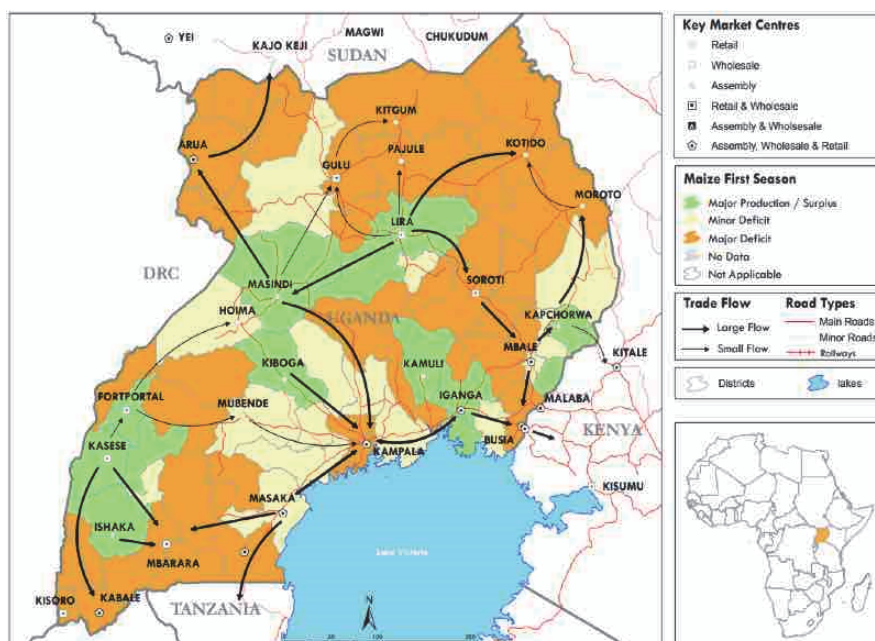 YEI
KAJO KEJI
MAGWI
CHUKUDUM
SUDAN
KITGUM
ARUA
GULU
PAJULE
KOTIDO
MOROTO
LIRA
DRC
MASINDI
SOROTI
HOIMA
UGANDA
KAPCHORWA
MBALE
KITALE
KIBOGA
KAMULI
FORTPORTAL
MUBENDE
IGANGA
MALABA
KASESE
KAMPALA
BUSIA
KENYA
MASAKA
KISUMU
ISHAKA
MBARARA
Lake Victoria
KISORO
KABALE
TANZANIA
N
Key Market Centres
Retail
Wholesale
Assembly
Retail & Wholesale
Assembly & Wholsesale
Assembly, Wholesale & Retail
Maize First Season
Major Production / Surplus
Minor Deficit
Major Deficit
No Data
Not Applicable
Trade Flow
Large Flow
Small Flow
Road Types
Main Roads
Minor Roads
Railways
Districts
lakes